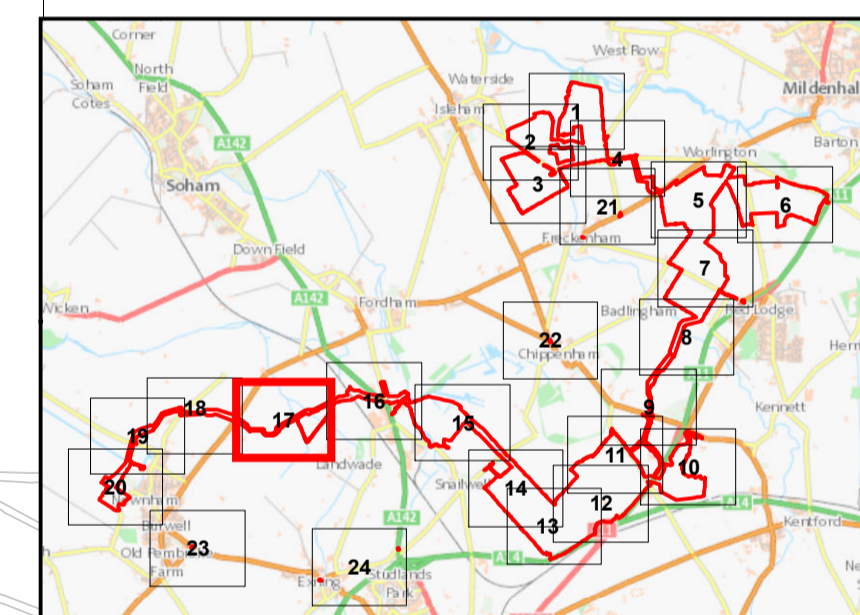 Corner
West Row
North
Field
Waterside
Soham
Cotes
Mildenhal
Isleham
1
A142
2
Barton
Worlington
4
Soham
3
5
6
11
21
Freckenham
Down Field
7
A142
Fordham
Wicken
Badlingham
Red Lodge
8
22
Chippenham
Kennett
16
9
18
17
15
19
11
Landwade
10
20
Snailwell
14
12
A14
A142
13
Kentford
Burwell
23
Old Pembroke
A14
24
Farm
Exning
Studlands
Park